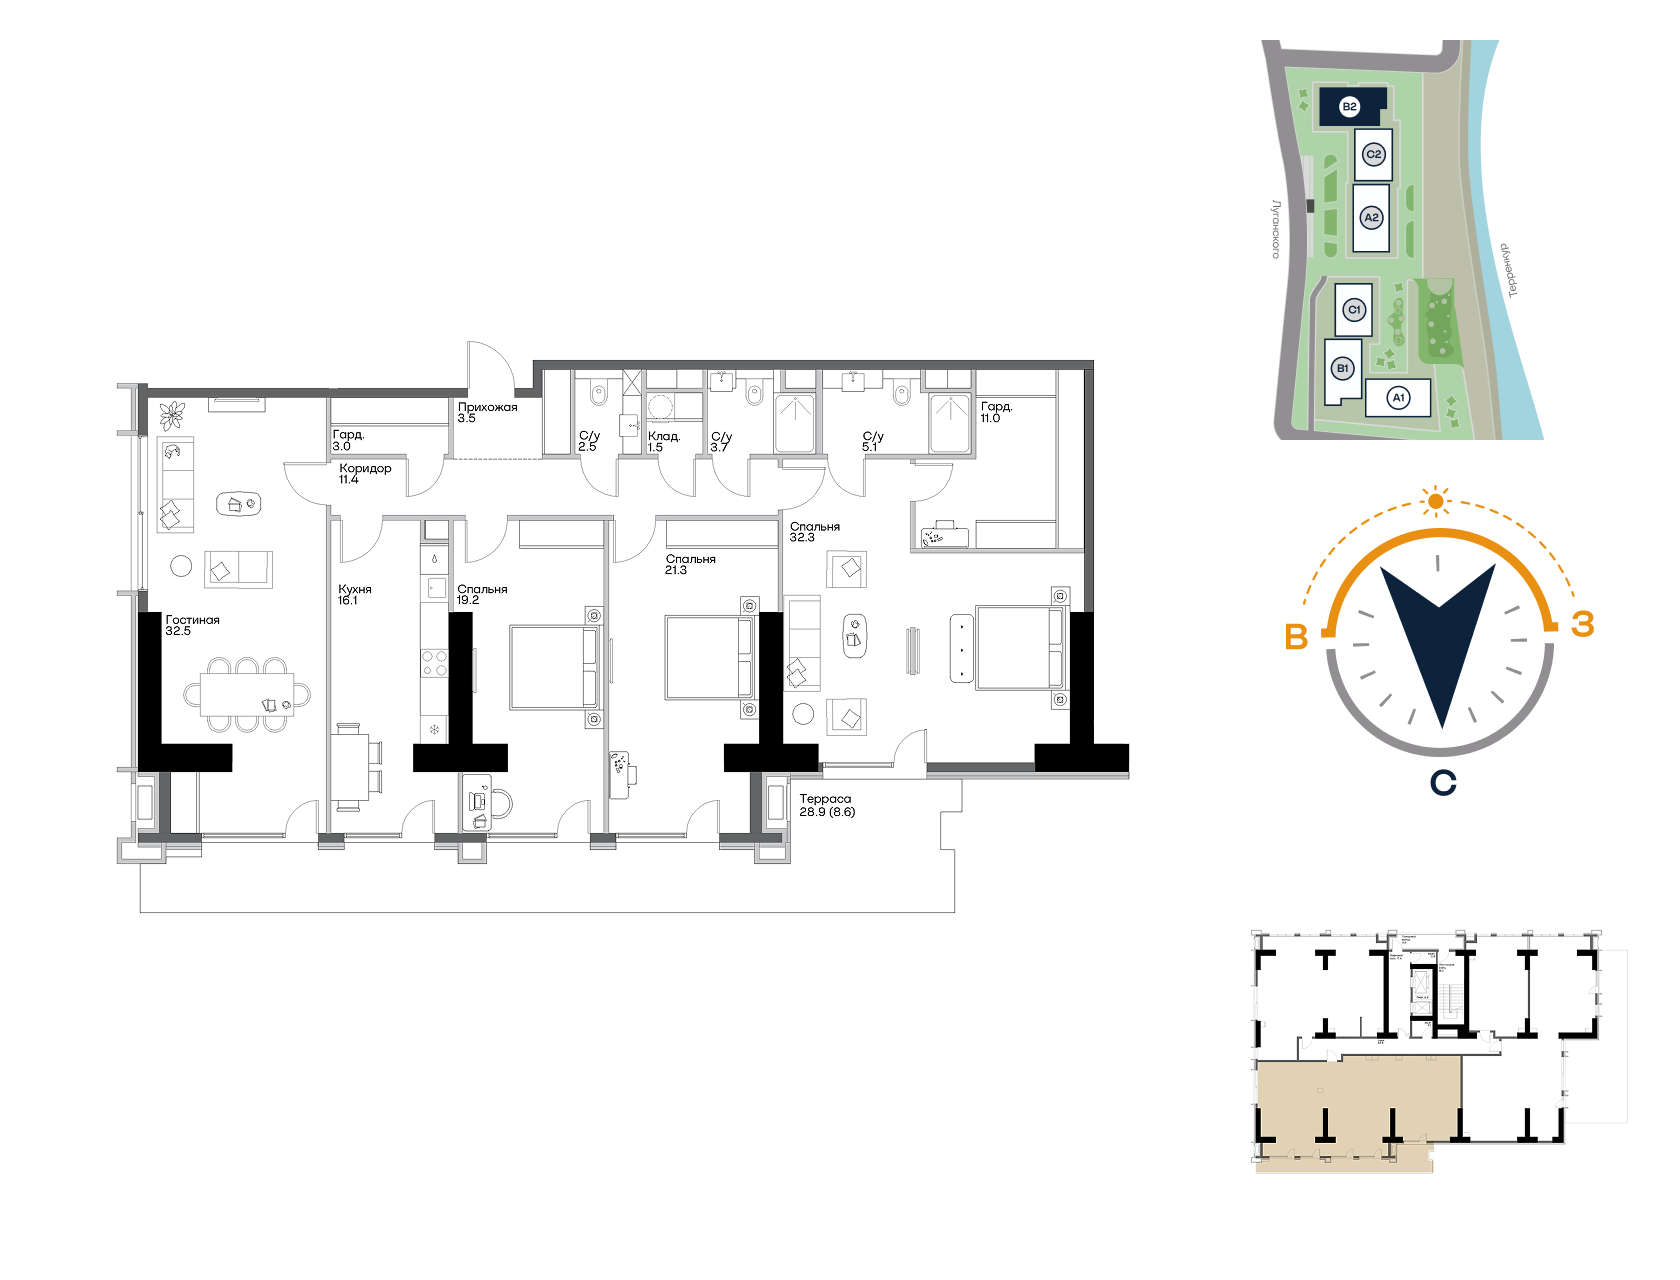 Прихожая
3.5
Гард.
3.0
Коридор
11.4
С/у
2.5
Клад.
1.5
С/у
3.7
С/у
5.1
Гард.
11.0
Спальня
32.3
Спальня
21.3
Спальня
19.2
Кухня
16.1
Гостиная
32.5
Терраса
28.9 (8.6)
B2
C2
A2
C1
B1
A1
Луганского
Терренкур
В
З
С